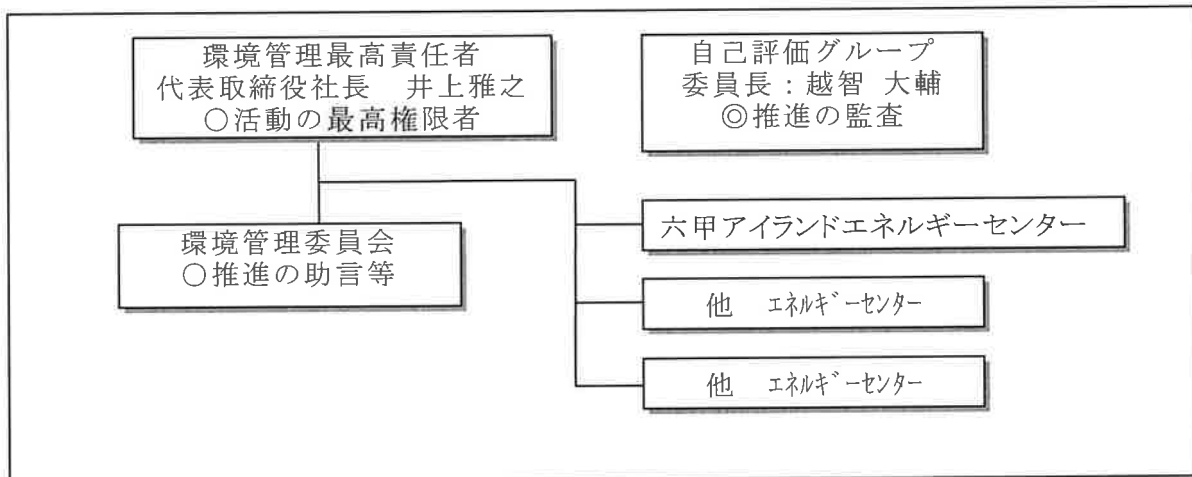 環境管理最高責任者
代表取締役社長　井上雅之
○活動の最高権限者
自己評価グループ
委員長：越智 大輔
◎推進の監査
環境管理委員会
○推進の助言等
六甲アイランドエネルギーセンター
他　ｴﾈﾙｷﾞｰｾﾝﾀｰ
他　ｴﾈﾙｷﾞｰｾﾝﾀｰ